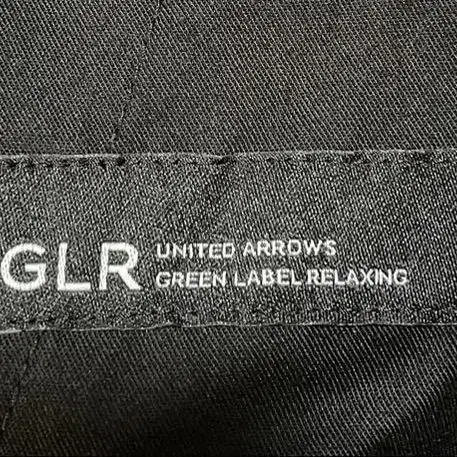 GLR
UNITED ARROWS
GREEN LABEL RELAXING